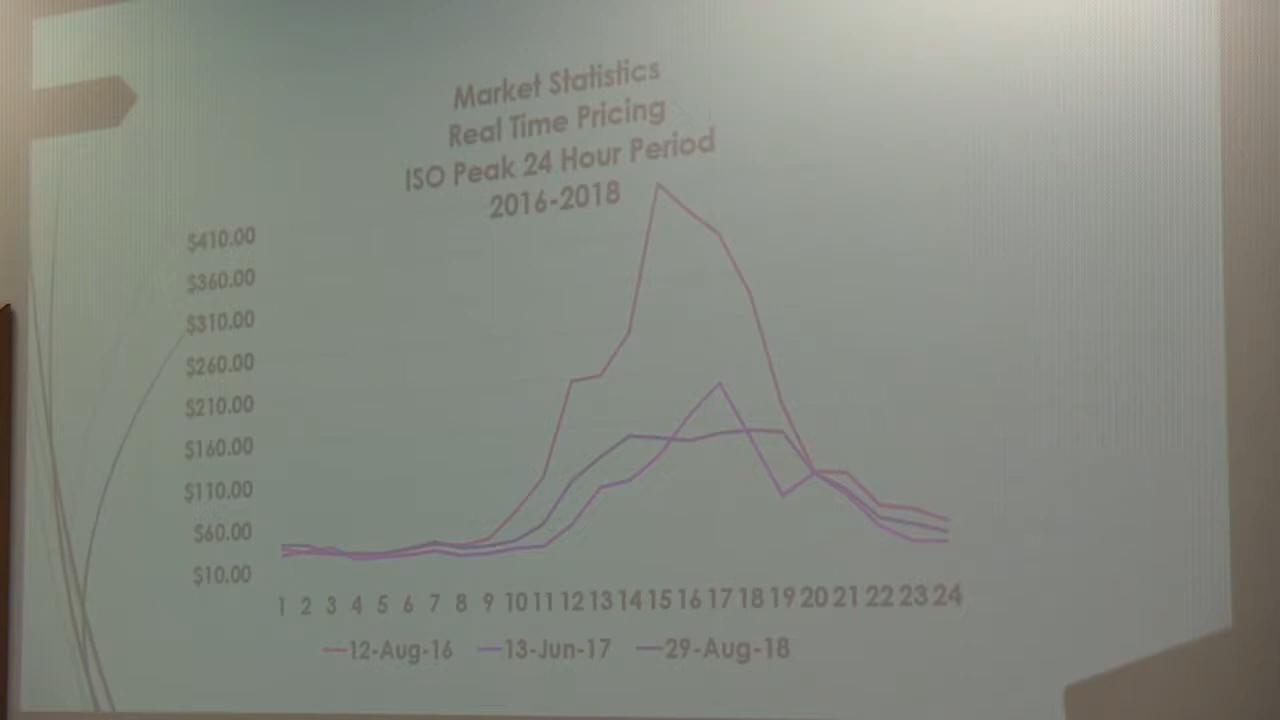 Market Statistics
Real Time Pricing
ISO Peak 24 Hour Period
2016-2018
$410.00
$360.00
$310.00
$260.00
$210.00
$160.00
$110.00
$60.00
$10.00
1 2 3 4 5 6 7 8 9 10 11 12 13 14 15 16 17 18 19 20 21 22 23 24
12-Aug-16 13-Jun-17 29-Aug-18